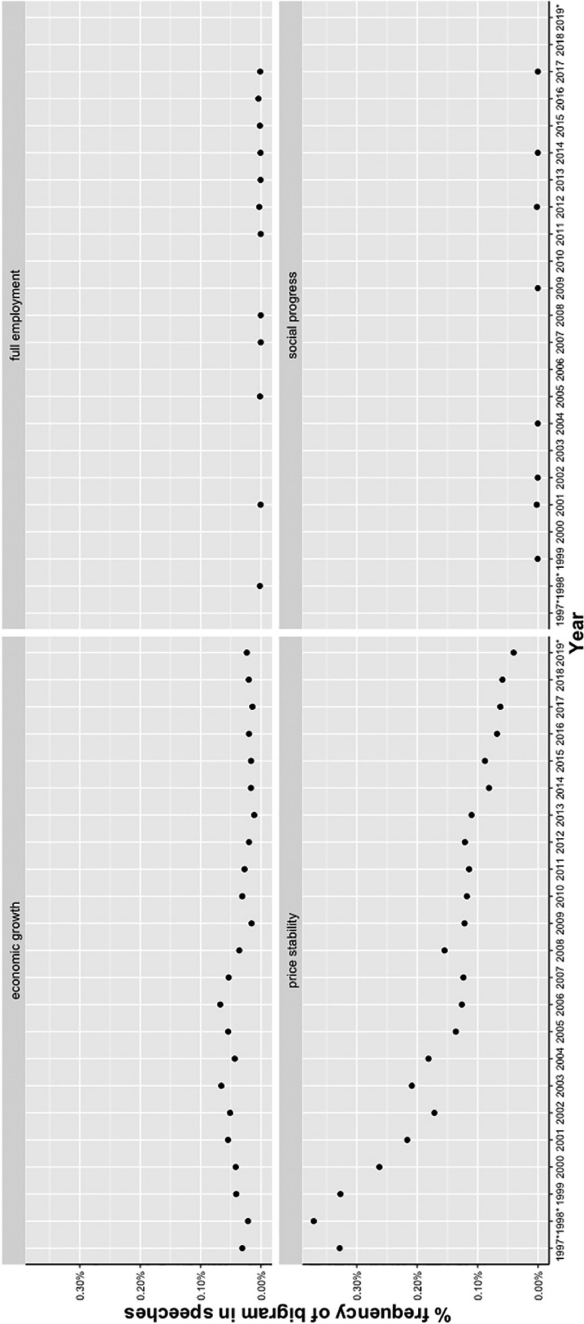 economic growth
full employment
0.30%
0.20%
0.10%
0.00%
price stability
social progress
0.30%
0.20%
0.10%
0.00%
1997* 1998* 1999 2000 2001 2002 2003 2004 2005 2006 2007 2008 2009 2010 2011 2012 2013 2014 2015 2016 2017 2018 2019*
1997* 1998* 1999 2000 2001 2002 2003 2004 2005 2006 2007 2008 2009 2010 2011 2012 2013 2014 2015 2016 2017 2018 2019*
Year
% frequency of bigram in speeches